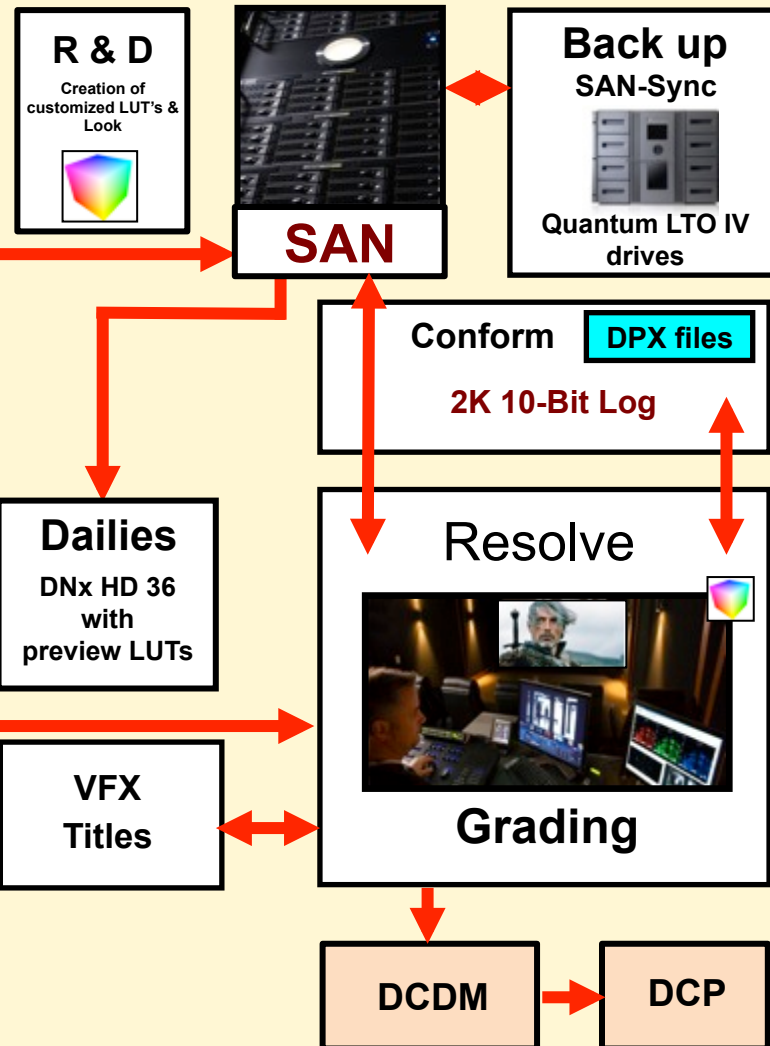 R & D
Creation of
customized LUT's &
Look
Back up
SAN-Sync
Quantum LTO IV
drives
SAN
Conform
DPX files
2K 10-Bit Log
Dailies
DNx HD 36
with
preview LUTs
Resolve
Grading
VFX
Titles
DCDM
DCP